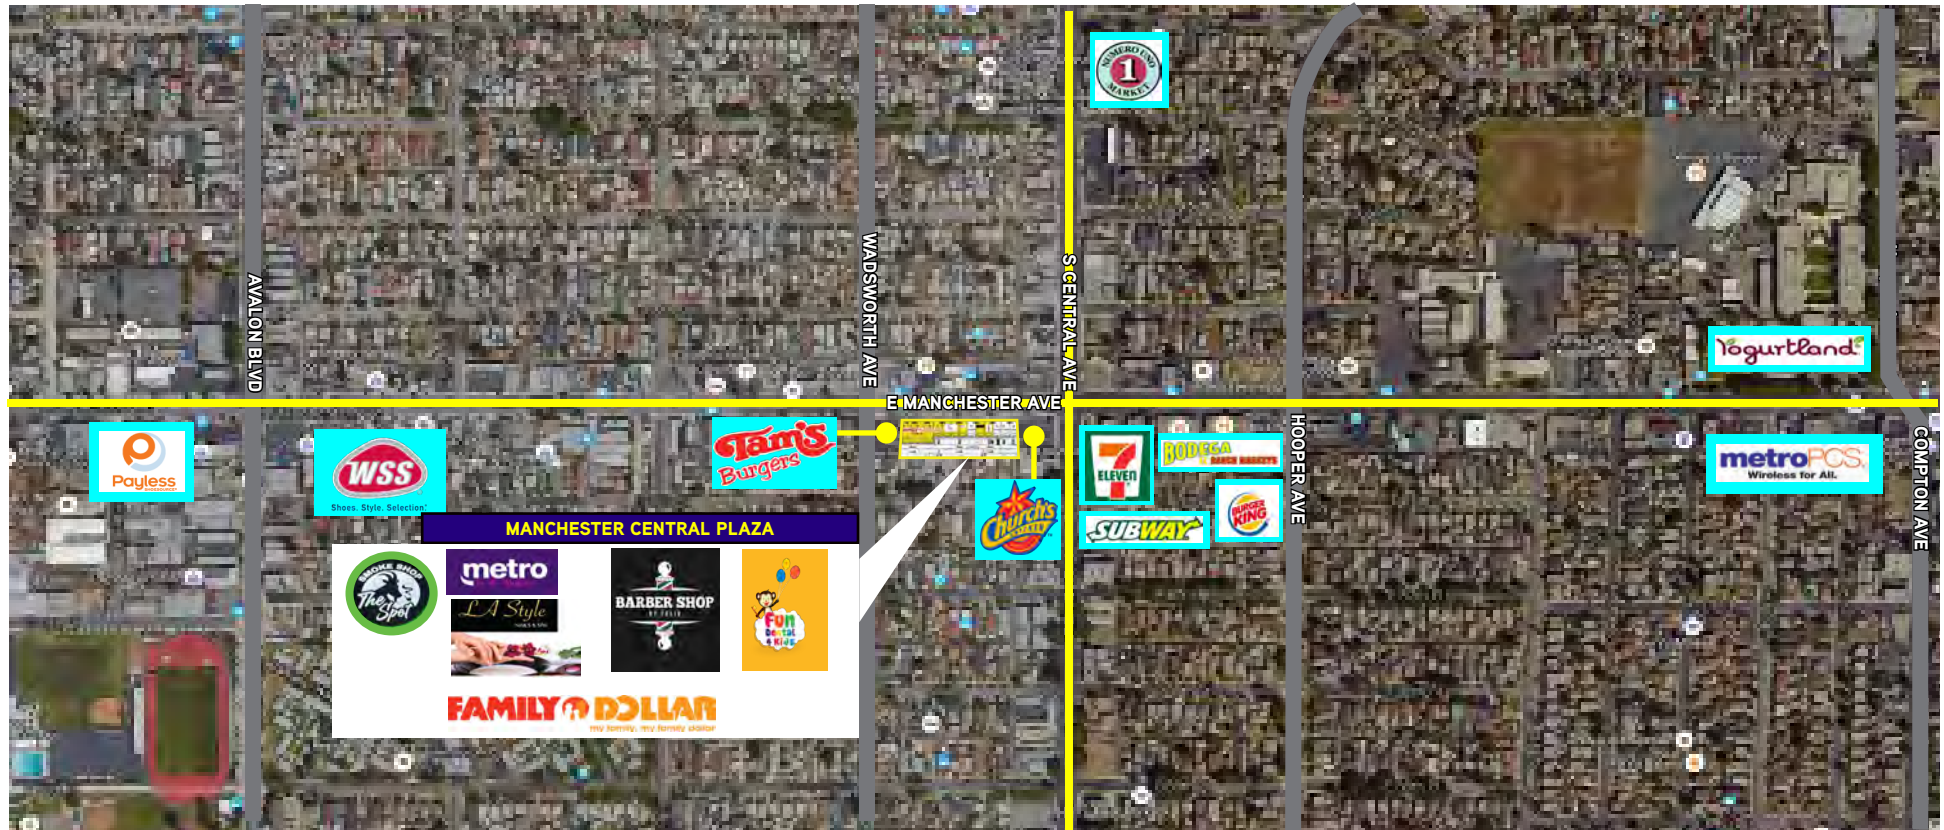 NUMERO UNO
1
MARKET
AVALON BLVD
WADSWORTH AVE
S CENTRAL AVE
Yogurtland
E MANCHESTER AVE
Payless
WSS
Shoes. Style. Selection.
Tam's
Burgers
Church's
7
ELEVEN
BODEGA
RANCH MARKETS
SUBWAY
BURGER
KING
HOOPER AVE
metroPCS.
Wireless for All.
COMPTON AVE
MANCHESTER CENTRAL PLAZA
SMOKE SHOP
The
Spot
metro
LA Style
BARBER SHOP
Fun
Dental
4 Kids
FAMILY DOLLAR
my family, my family dollar